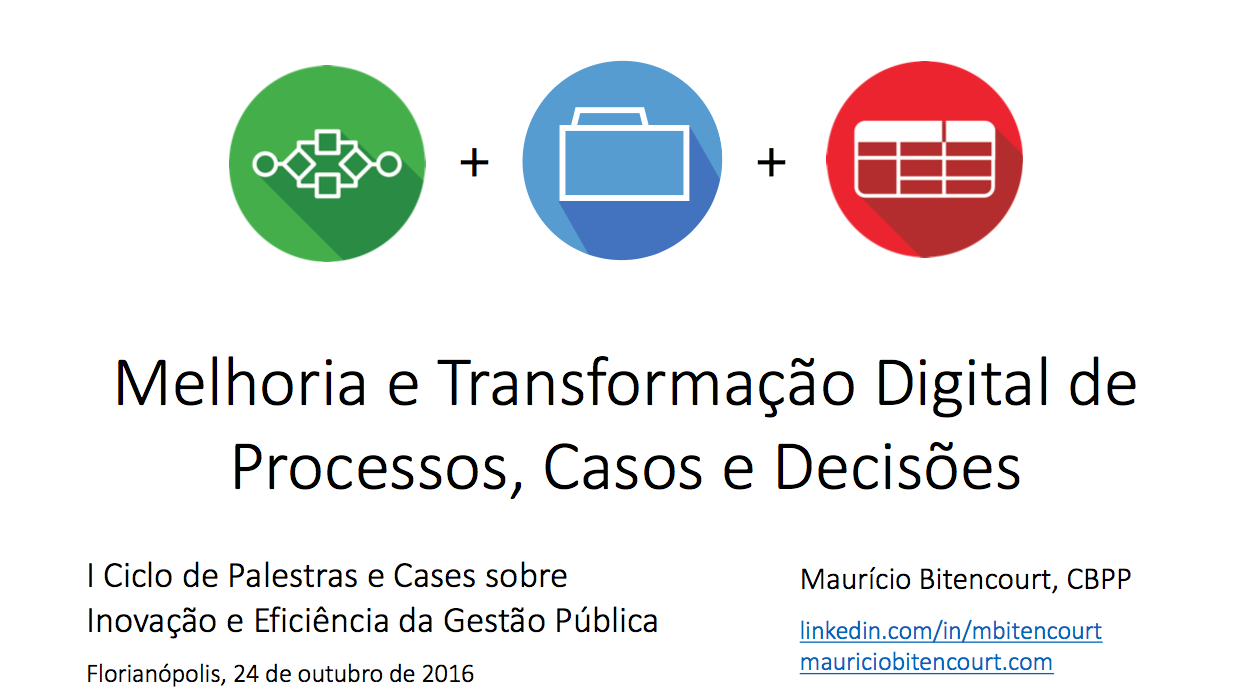 + +
Melhoria e Transformação Digital de
Processos, Casos e Decisões
I Ciclo de Palestras e Cases sobre
Inovação e Eficiência da Gestão Pública
Florianópolis, 24 de outubro de 2016
Maurício Bitencourt, CBPP
linkedin.com/in/mbitencourt
mauriciobitencourt.com